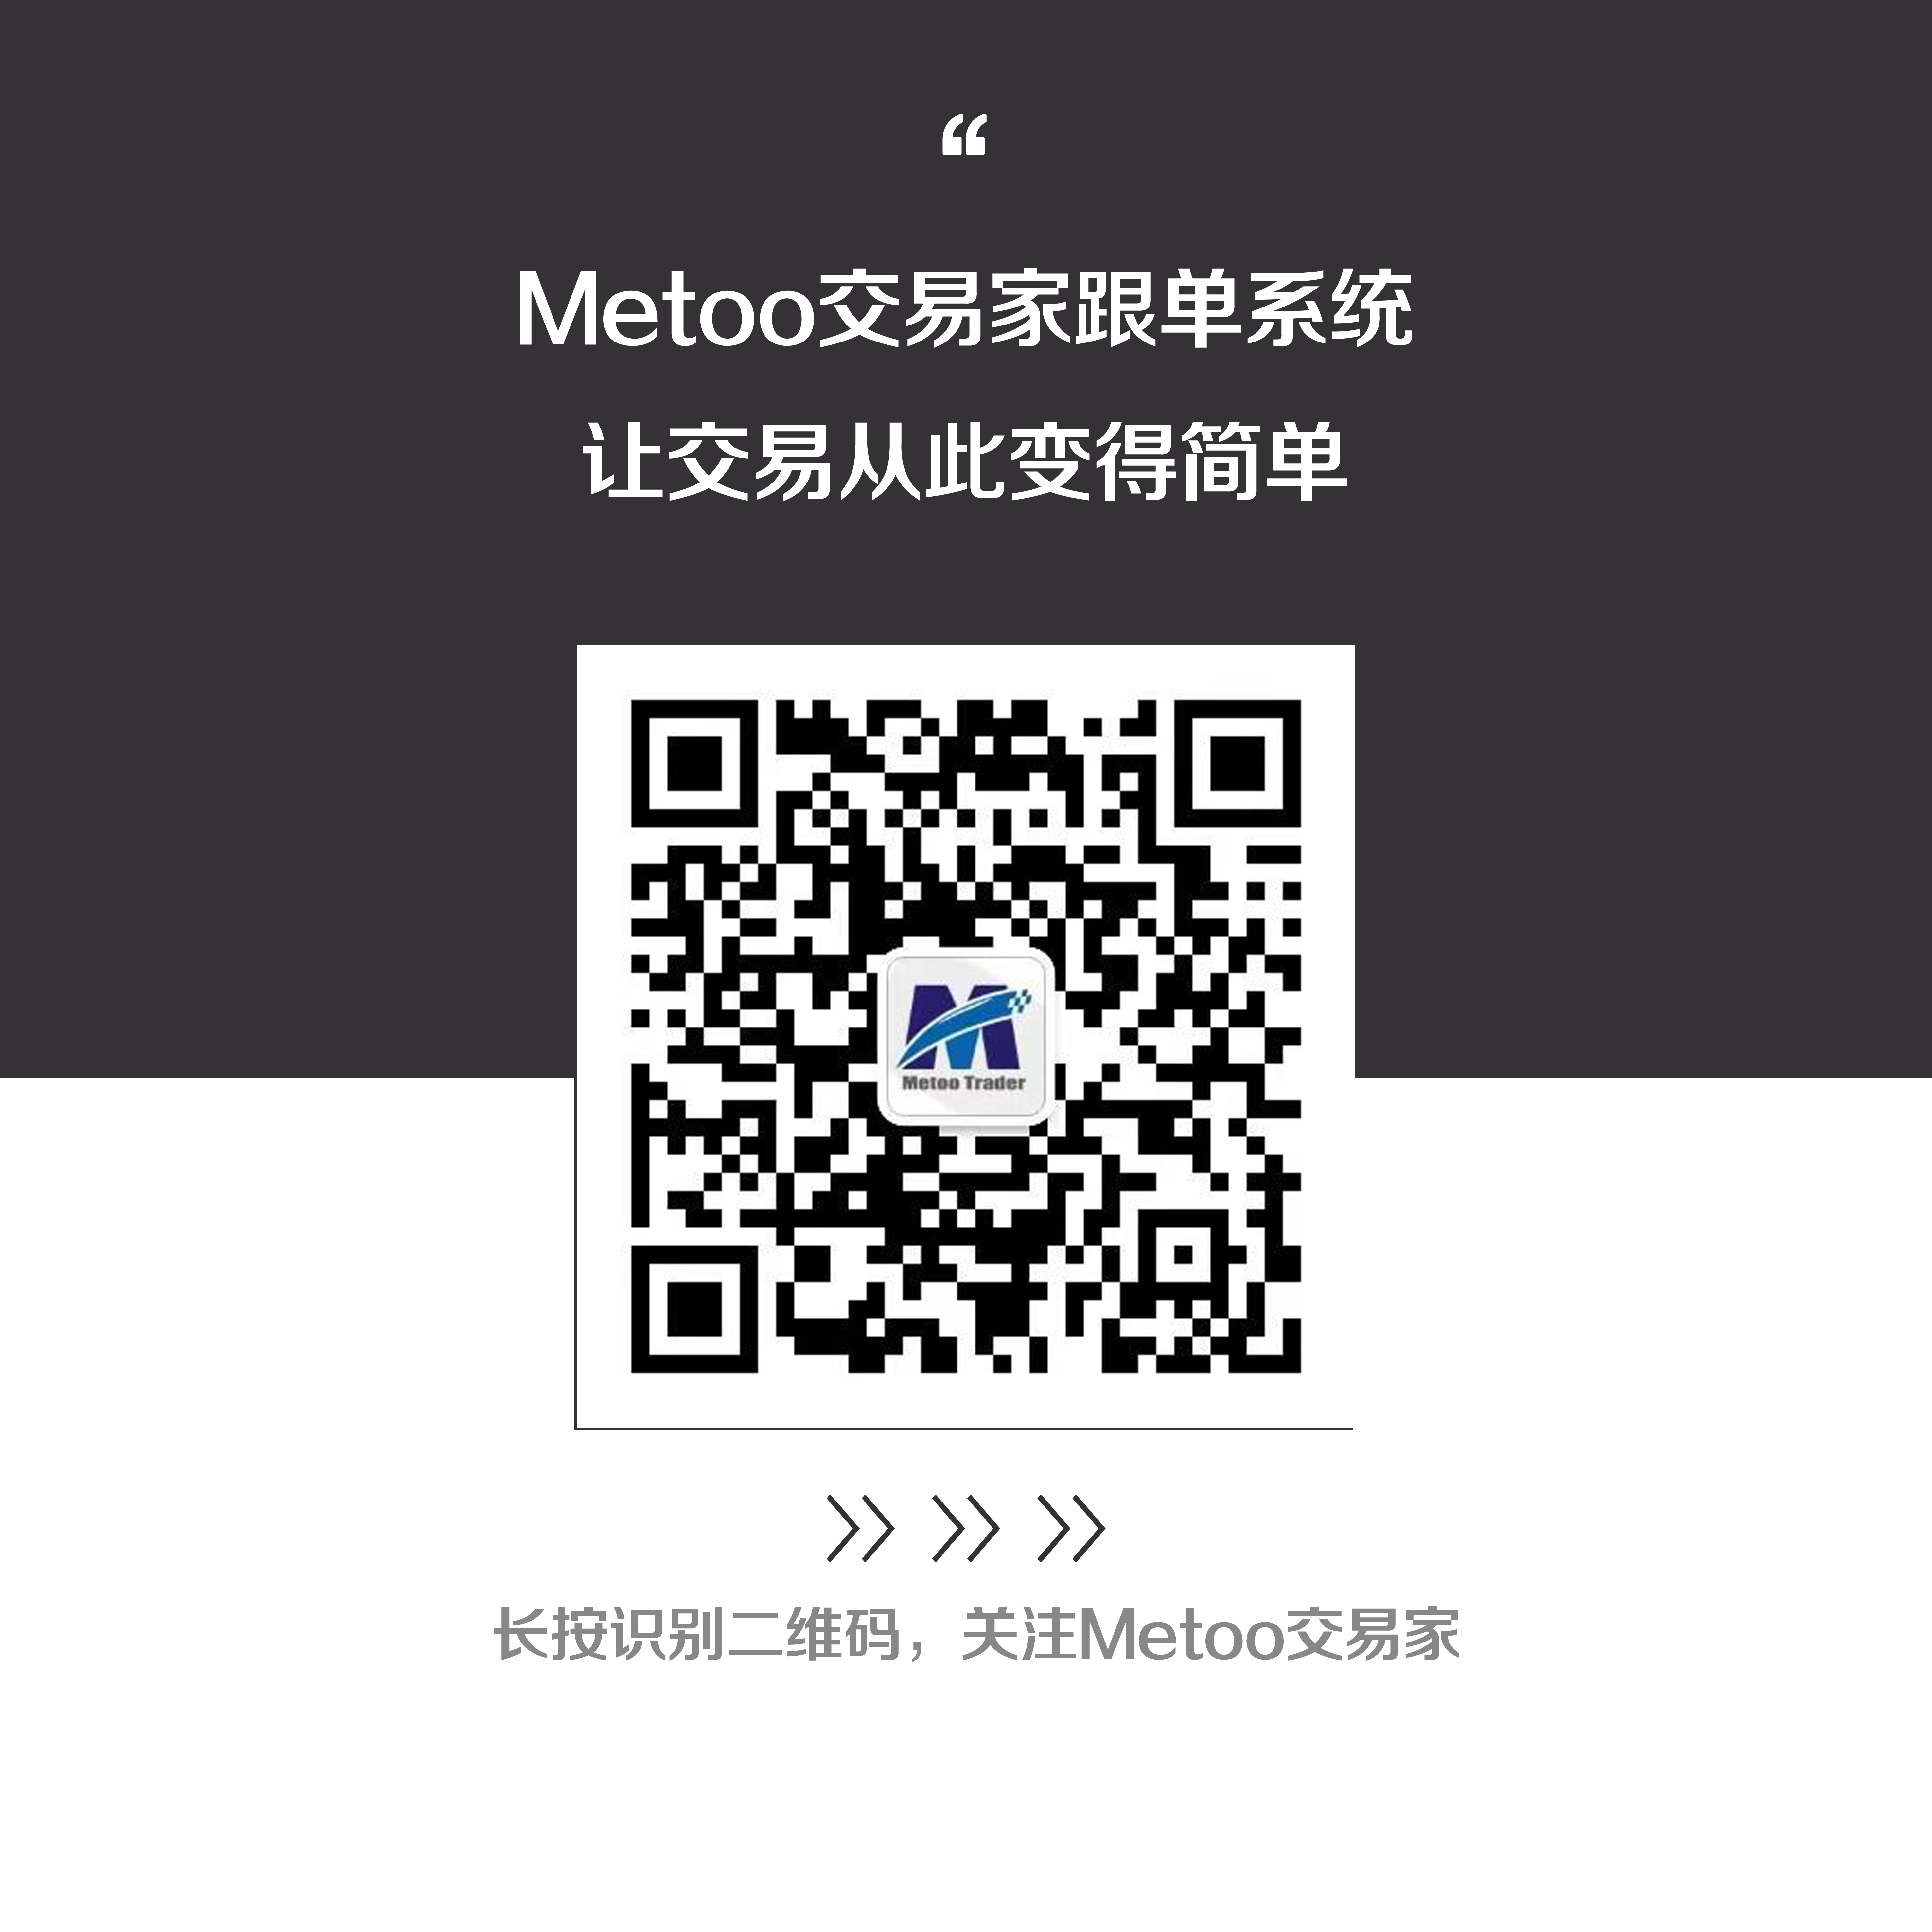 “
Metoo交易家跟单系统
让交易从此变得简单
Metoo Trader
长按识别二维码，关注Metoo交易家